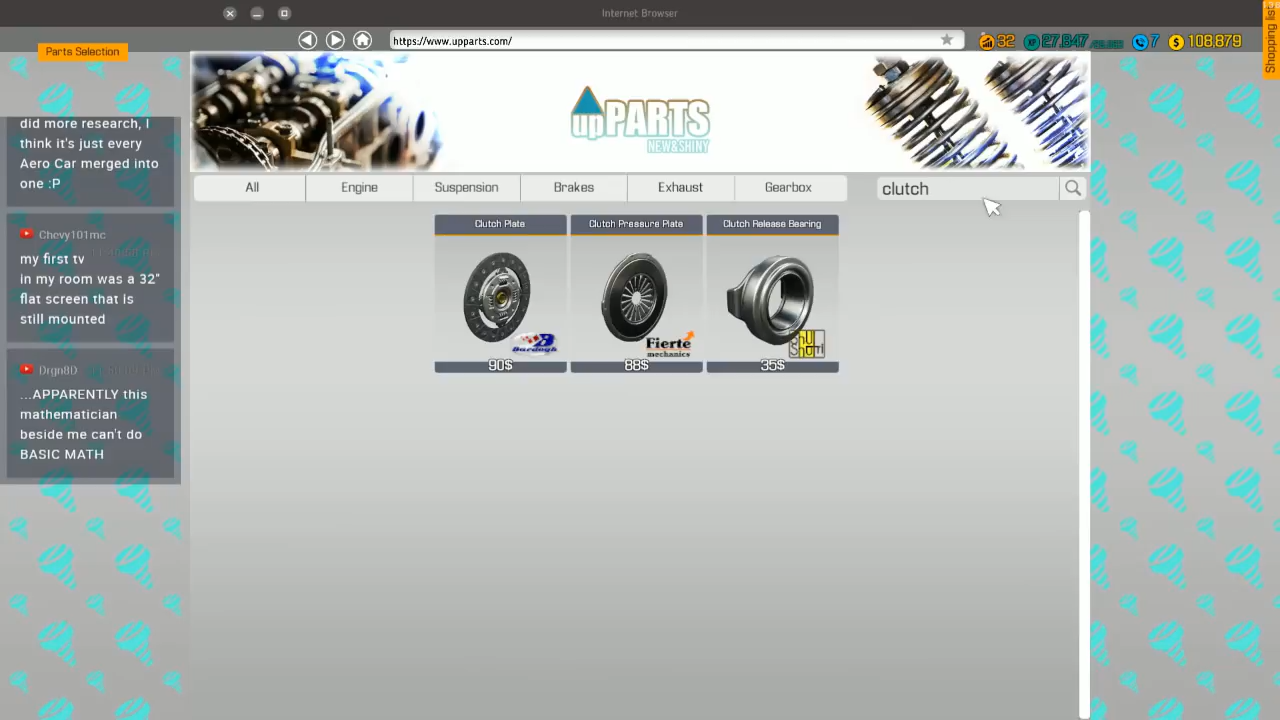 Internet Browser
Parts Selection
https://www.upparts.com/
32
27.847
7
$ 108.879
Shopping list
upPARTS
NEW&SHINY
All
Engine
Suspension
Brakes
Exhaust
Gearbox
clutch
did more research, I
think it's just every
Aero Car merged into
one :P
Chevy101mc
my first tv
in my room was a 32"
flat screen that is
still mounted
Drgn8D
...APPARENTLY this
mathematician
beside me can't do
BASIC MATH
Clutch Plate
90$
Clutch Pressure Plate
Fierté
mechanics
88$
Clutch Release Bearing
35$